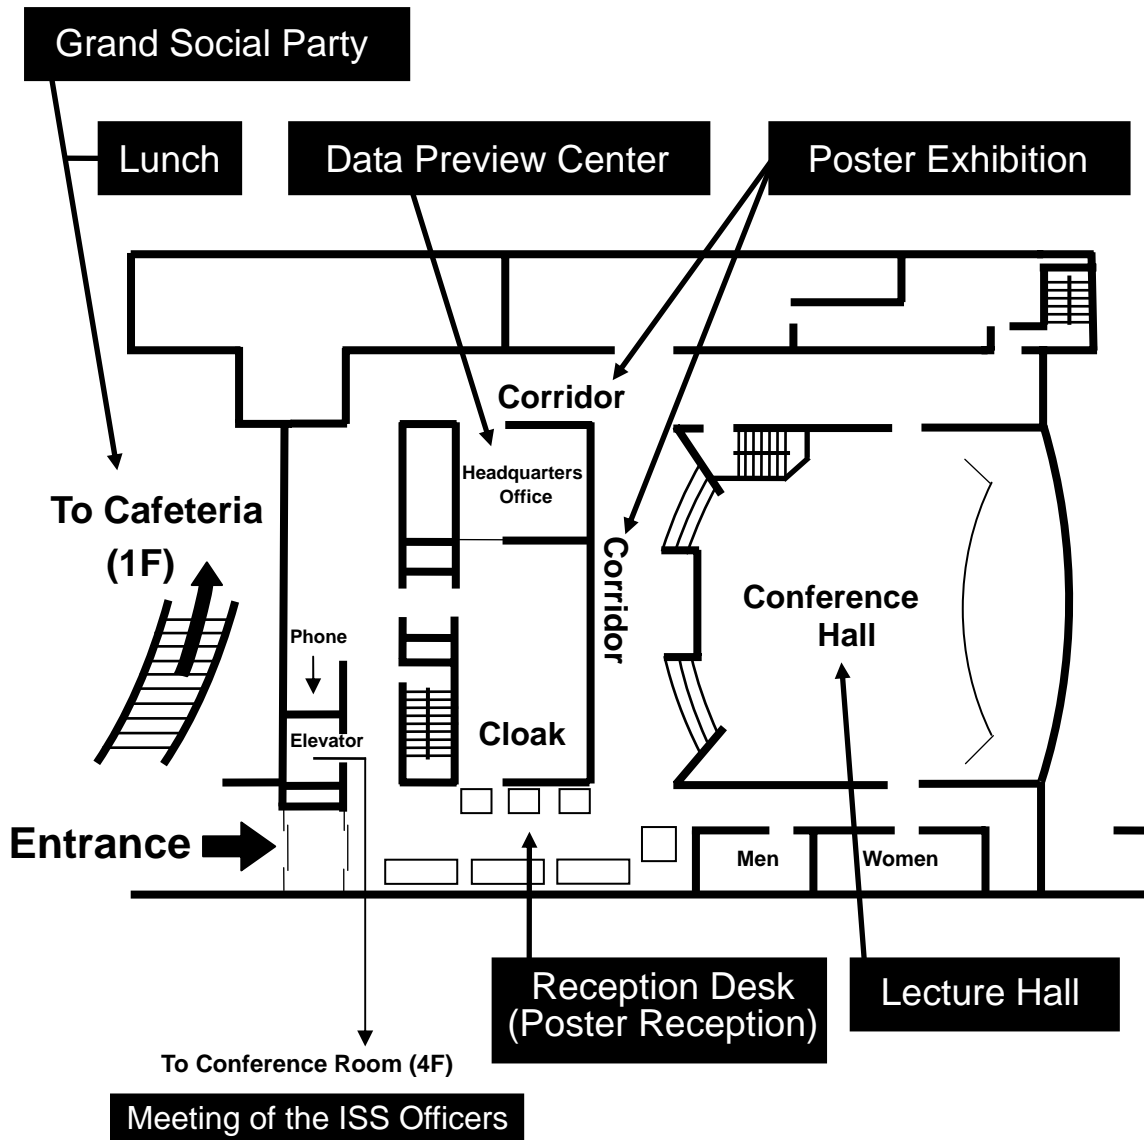 Grand Social Party
Lunch
Data Preview Center
Poster Exhibition
Corridor
Headquarters
Office
To Cafeteria
(1F)
Corridor
Conference
Hall
Phone
Elevator
Cloak
Entrance
Men
Women
Reception Desk
(Poster Reception)
Lecture Hall
To Conference Room (4F)
Meeting of the ISS Officers